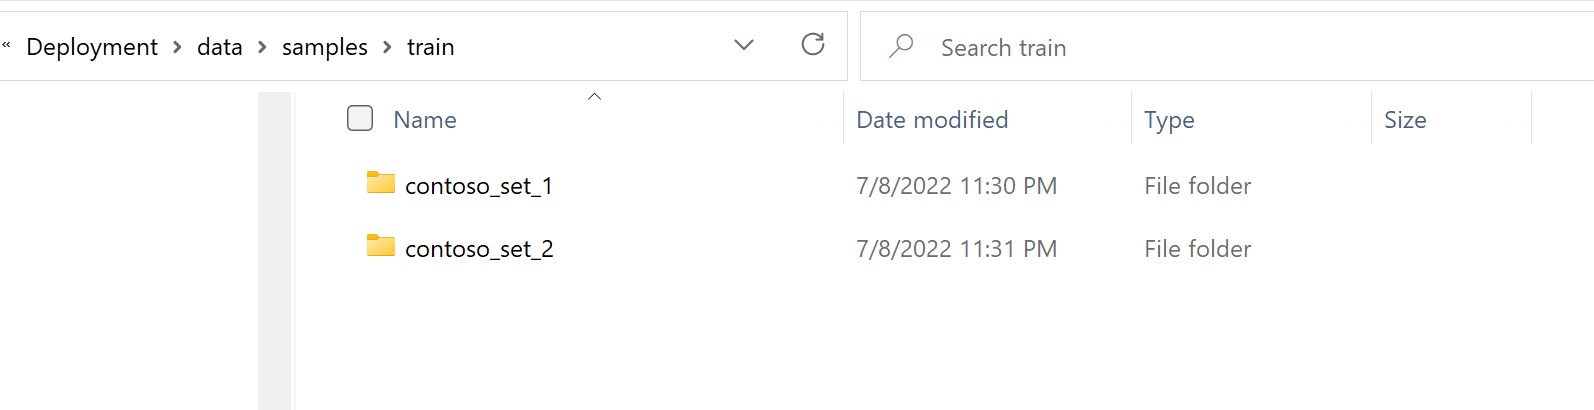 « Deployment > data > samples > train
Search train
Name Date modified Type Size
contoso_set_1 7/8/2022 11:30 PM File folder
contoso_set_2 7/8/2022 11:31 PM File folder